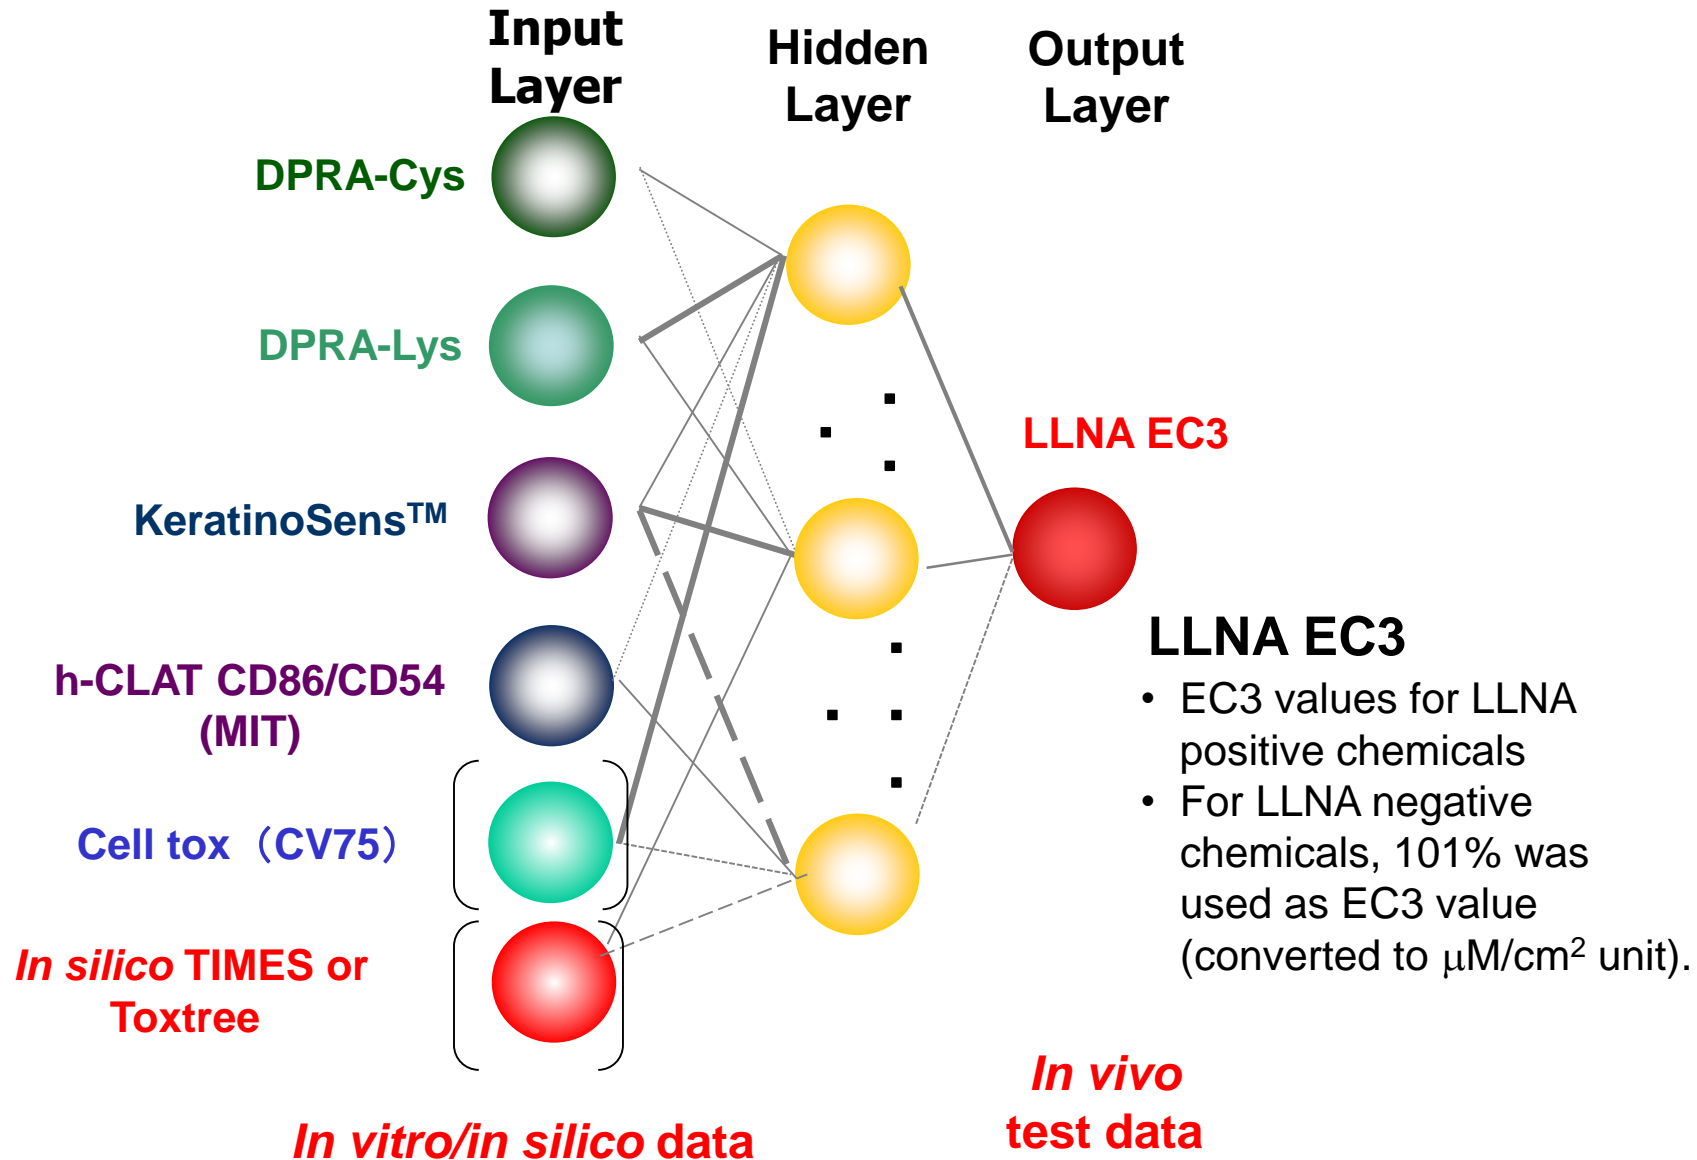 Input
Layer
Hidden
Layer
Output
Layer
DPRA-Cys
DPRA-Lys
KeratinoSens™
h-CLAT CD86/CD54
(MIT)
Cell tox（CV75）
In silico TIMES or
Toxtree
In vitro/in silico data
LLNA EC3
LLNA EC3
• EC3 values for LLNA
positive chemicals
• For LLNA negative
chemicals, 101% was
used as EC3 value
(converted to μM/cm² unit).
In vivo
test data